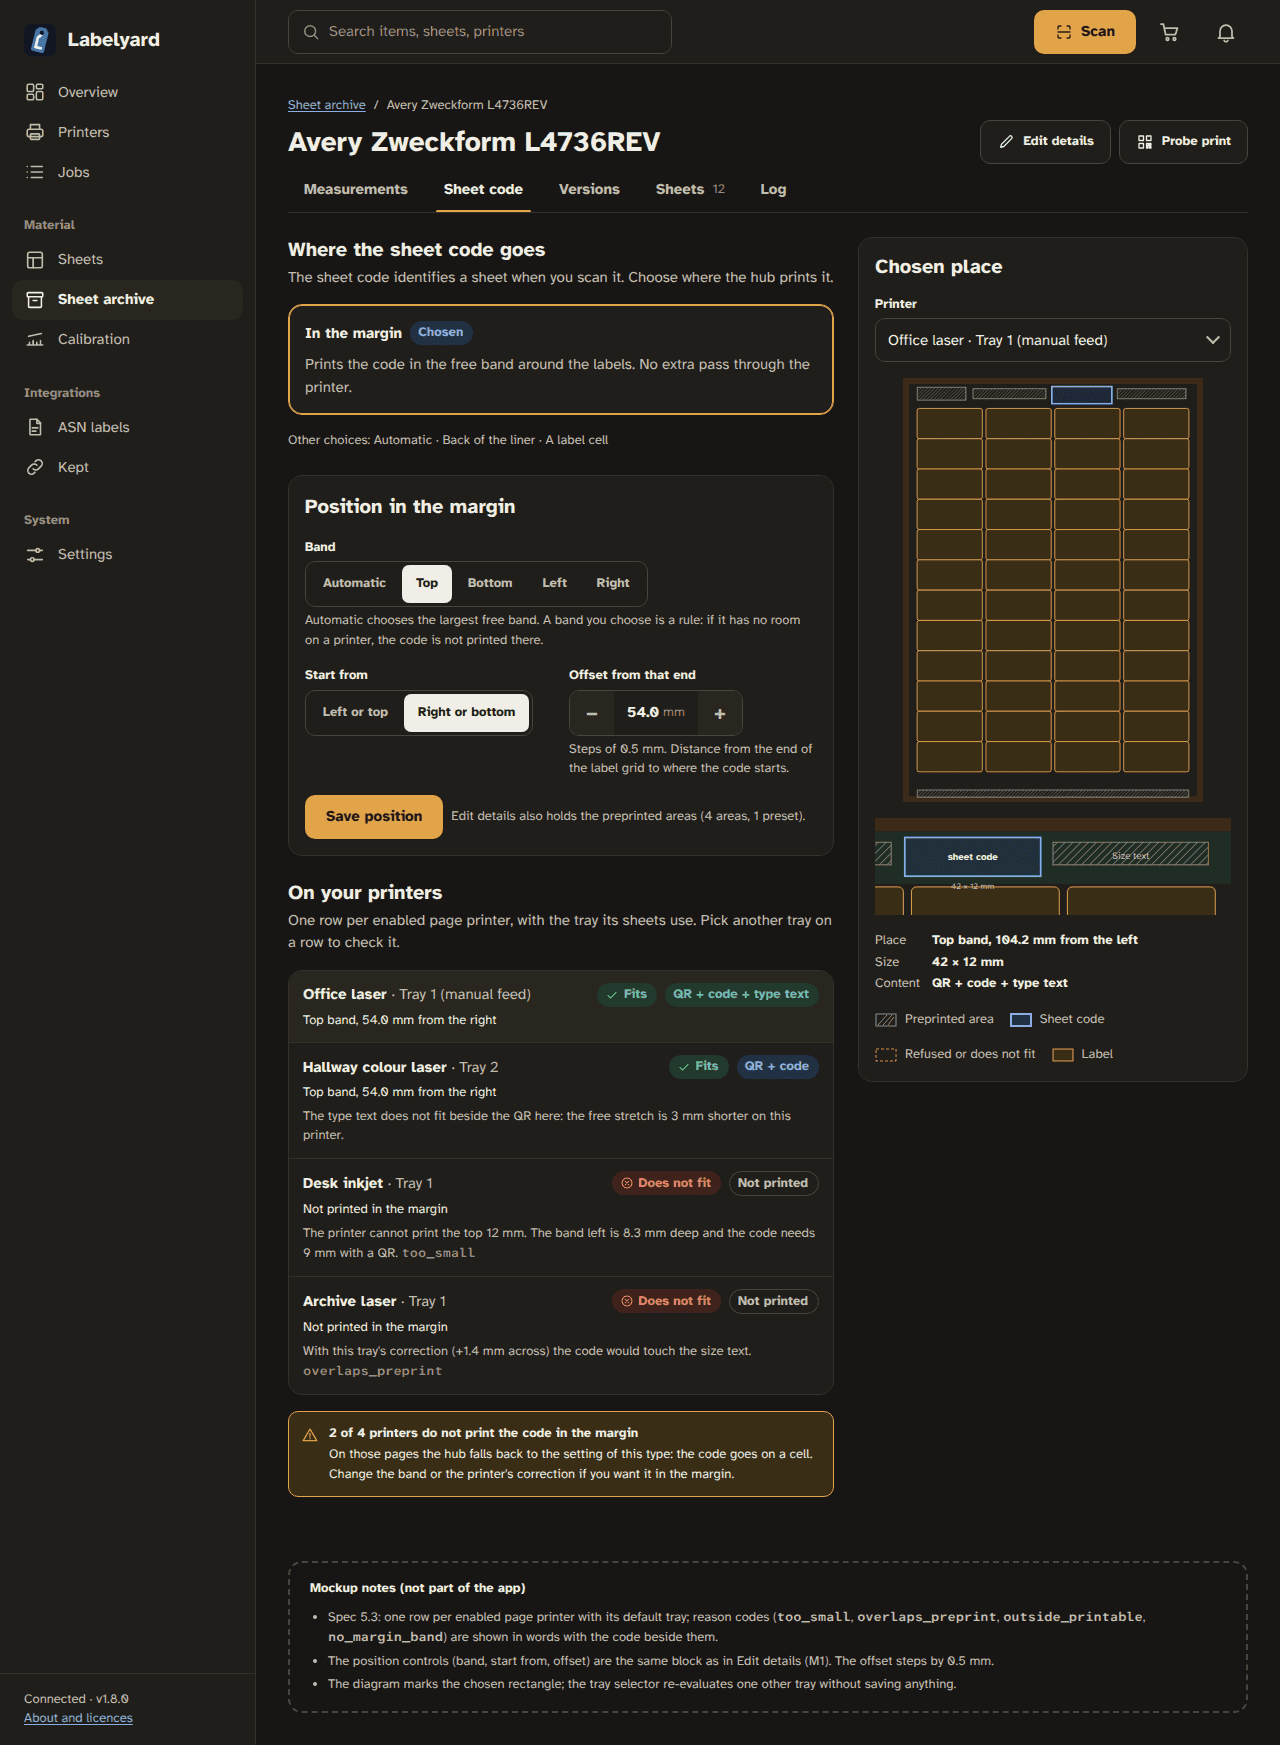 Labelyard
Search items, sheets, printers
Scan
Overview
Printers
Jobs
Material
Sheets
Sheet archive
Calibration
Integrations
ASN labels
Kept
System
Settings
Connected · v1.8.0
About and licences
Sheet archive / Avery Zweckform L4736REV
Avery Zweckform L4736REV
Edit details
Probe print
Measurements
Sheet code
Versions
Sheets 12
Log
Where the sheet code goes
The sheet code identifies a sheet when you scan it. Choose where the hub prints it.
In the margin Chosen
Prints the code in the free band around the labels. No extra pass through the
printer.
Other choices: Automatic · Back of the liner · A label cell
Position in the margin
Band
Automatic Top Bottom Left Right
Automatic chooses the largest free band. A band you choose is a rule: if it has no room
on a printer, the code is not printed there.
Start from
Left or top Right or bottom
Offset from that end
− 54.0 mm +
Steps of 0.5 mm. Distance from the end of
the label grid to where the code starts.
Save position
Edit details also holds the preprinted areas (4 areas, 1 preset).
On your printers
One row per enabled page printer, with the tray its sheets use. Pick another tray on
a row to check it.
Office laser · Tray 1 (manual feed) Fits QR + code + type text
Top band, 54.0 mm from the right
Hallway colour laser · Tray 2 Fits QR + code
Top band, 54.0 mm from the right
The type text does not fit beside the QR here: the free stretch is 3 mm shorter on this
printer.
Desk inkjet · Tray 1 Does not fit Not printed
Not printed in the margin
The printer cannot print the top 12 mm. The band left is 8.3 mm deep and the code needs
9 mm with a QR. too_small
Archive laser · Tray 1 Does not fit Not printed
Not printed in the margin
With this tray's correction (+1.4 mm across) the code would touch the size text.
overlaps_preprint
2 of 4 printers do not print the code in the margin
On those pages the hub falls back to the setting of this type: the code goes on a cell.
Change the band or the printer's correction if you want it in the margin.
Chosen place
Printer
Office laser · Tray 1 (manual feed)
sheet code
Size text
42 × 12 mm
Place Top band, 104.2 mm from the left
Size 42 × 12 mm
Content QR + code + type text
Preprinted area
Sheet code
Refused or does not fit
Label
Mockup notes (not part of the app)
• Spec 5.3: one row per enabled page printer with its default tray; reason codes (too_small, overlaps_preprint, outside_printable,
no_margin_band) are shown in words with the code beside them.
• The position controls (band, start from, offset) are the same block as in Edit details (M1). The offset steps by 0.5 mm.
• The diagram marks the chosen rectangle; the tray selector re-evaluates one other tray without saving anything.